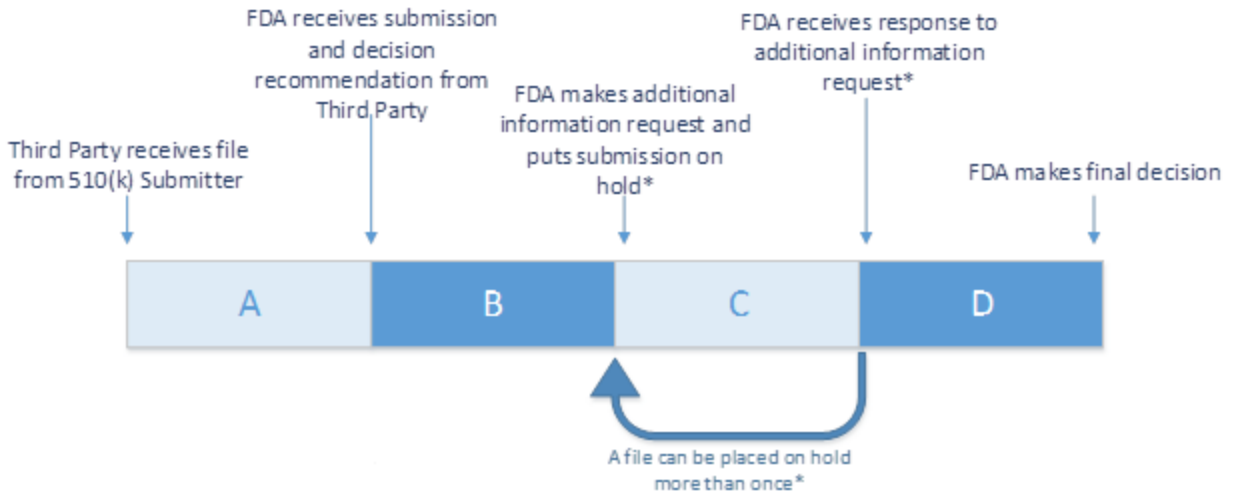 FDA receives submission
and decision
recommendation from
Third Party
FDA receives response to
additional information
request*
FDA makes additional
information request and
puts submission on
hold*
Third Party receives file
from 510(k) Submitter
FDA makes final decision
A
B
C
D
A file can be placed on hold
more than once*